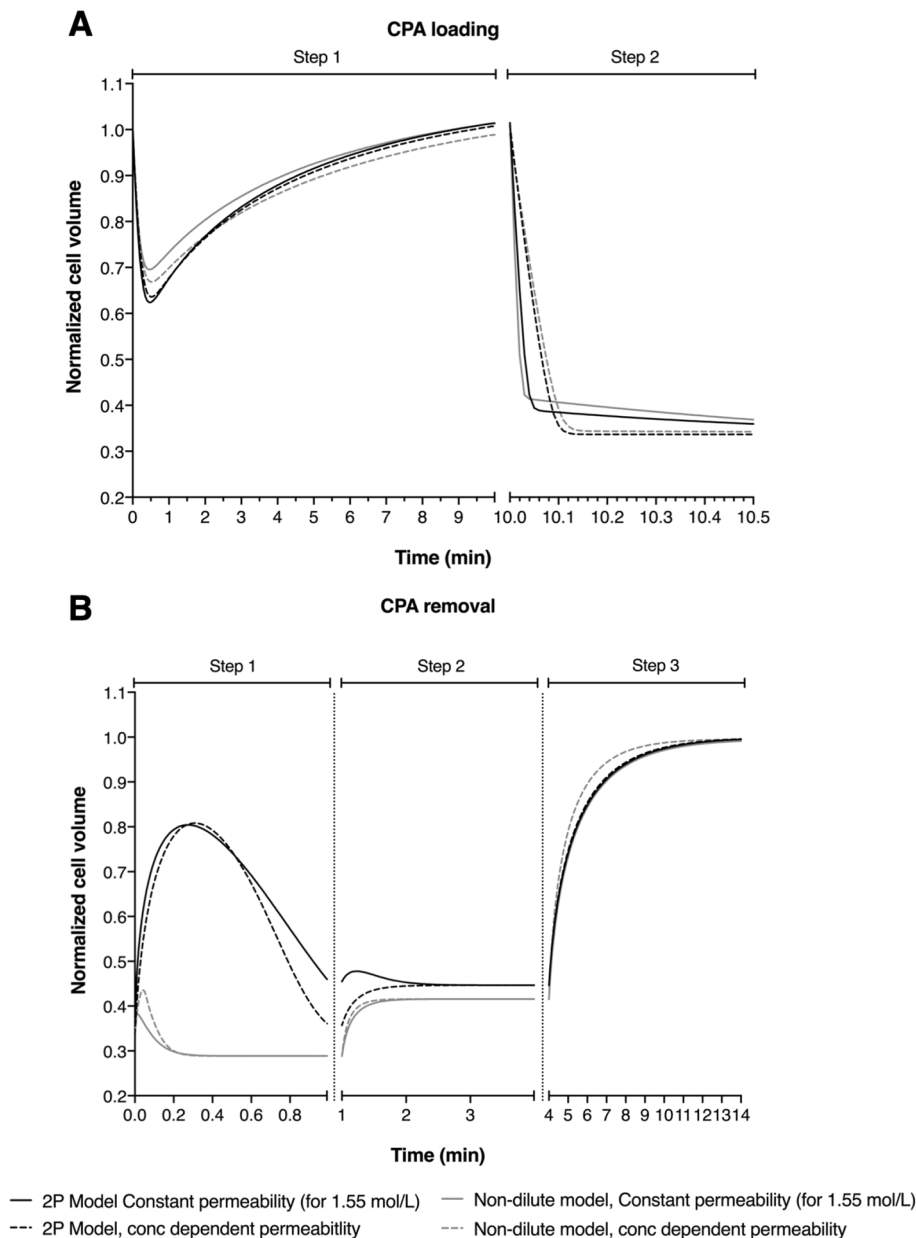 A
CPA loading
Step 1
Step 2
Normalized cell volume
1.1
1.0
0.9
0.8
0.7
0.6
0.5
0.4
0.3
0.2
0 1 2 3 4 5 6 7 8 9 10.0 10.1 10.2 10.3 10.4 10.5
Time (min)
B
CPA removal
Step 1
Step 2
Step 3
Normalized cell volume
1.1
1.0
0.9
0.8
0.7
0.6
0.5
0.4
0.3
0.2
0.0 0.2 0.4 0.6 0.8 1 2 3 4 5 6 7 8 9 10 11 12 13 14
Time (min)
2P Model Constant permeability (for 1.55 mol/L)
Non-dilute model, Constant permeability (for 1.55 mol/L)
2P Model, conc dependent permeabitlity
Non-dilute model, conc dependent permeability